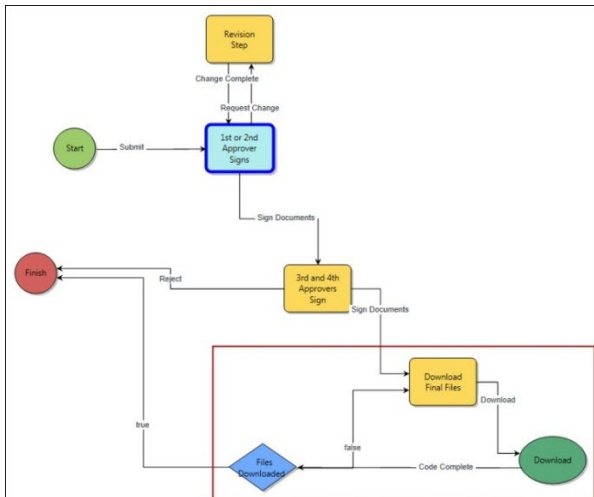 Revision
Step
Change Complete
Request Change
Start
Submit
1st or 2nd
Approver
Signs
Sign Documents
Finish
Reject
3rd and 4th
Approvers
Sign
Sign Documents
Download
Final Files
Download
true
false
Files
Downloaded
Code Complete
Download